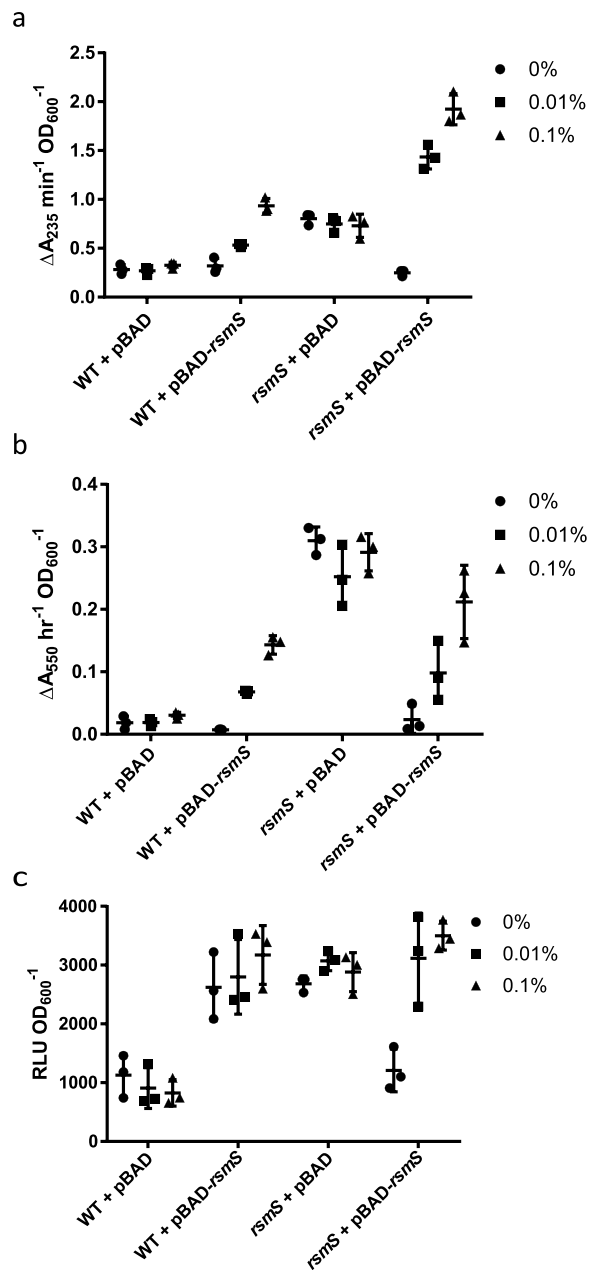 a
2.5
2.0
1.5
1.0
0.5
0.0
ΔA235 min-1 OD600-1
0%
0.01%
0.1%
WT + pBAD
WT + pBAD-rsmS
rsmS + pBAD
rsmS + pBAD-rsmS
b
0.4
0.3
0.2
0.1
0.0
ΔA550 hr-1 OD600-1
0%
0.01%
0.1%
WT + pBAD
WT + pBAD-rsmS
rsmS + pBAD
rsmS + pBAD-rsmS
c
4000
3000
2000
1000
0
RLU OD600-1
0%
0.01%
0.1%
WT + pBAD
WT + pBAD-rsmS
rsmS + pBAD
rsmS + pBAD-rsmS